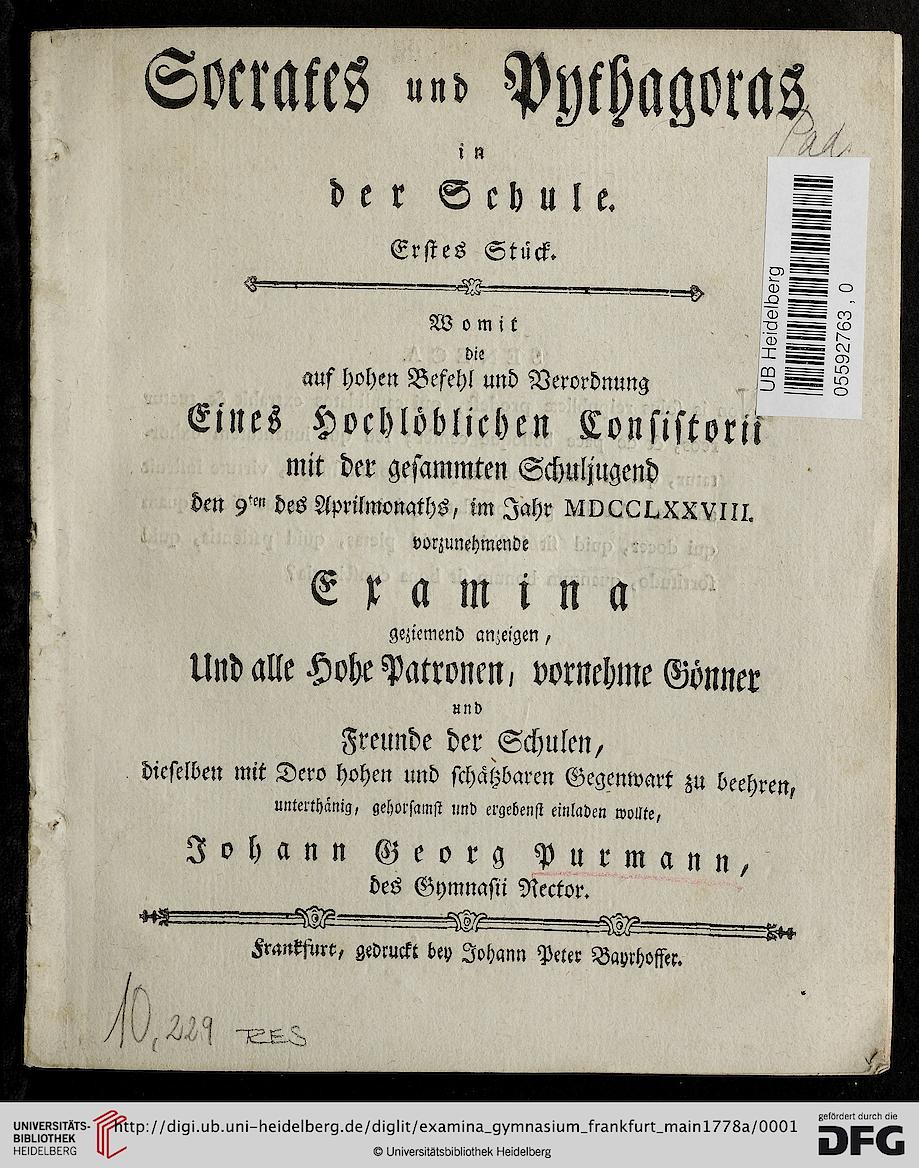 Socrates und Pythagoras
in
der Schule.
Erstes Stück.
Womit
die
auf hohen Befehl und Verordnung
Eines Hochlöblichen Consistorii
mit der gesammten Schuljugend
den 9ten des Aprilmonaths, im Jahr MDCCLXXVIII.
vorzunehmende
Examina
geziemend anzeigen,
Und alle Hohe Patronen, vornehme Gönner
und
Freunde der Schulen,
dieselben mit Dero hohen und schätzbaren Gegenwart zu beehren,
unterthänig, gehorsamst und ergebenst einladen wollte,
Johann Georg Purmann,
des Gymnasii Rector.
Frankfurt, gedruckt bey Johann Peter Bayrhoffer.
Pad.
UB Heidelberg
05592763,0
10,229 RES
UNIVERSITÄTS-
BIBLIOTHEK
HEIDELBERG
http://digi.ub.uni-heidelberg.de/diglit/examina_gymnasium_frankfurt_main1778a/0001
© Universitätsbibliothek Heidelberg
gefördert durch die
DFG